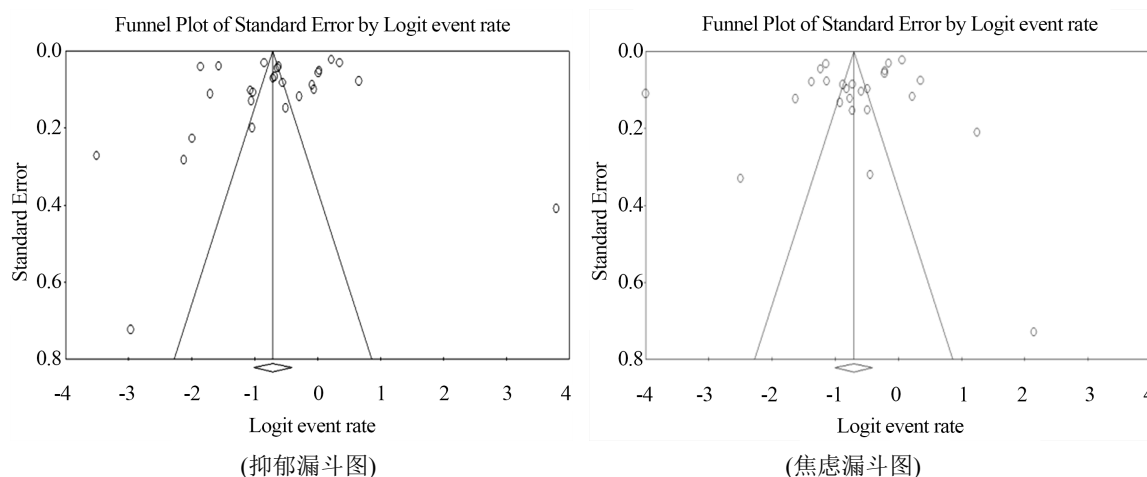 Funnel Plot of Standard Error by Logit event rate
0.0
0.2
0.4
0.6
0.8
Standard Error
-4 -3 -2 -1 0 1 2 3 4
Logit event rate
(抑郁漏斗图)
Funnel Plot of Standard Error by Logit event rate
0.0
0.2
0.4
0.6
0.8
Standard Error
-4 -3 -2 -1 0 1 2 3 4
Logit event rate
(焦虑漏斗图)